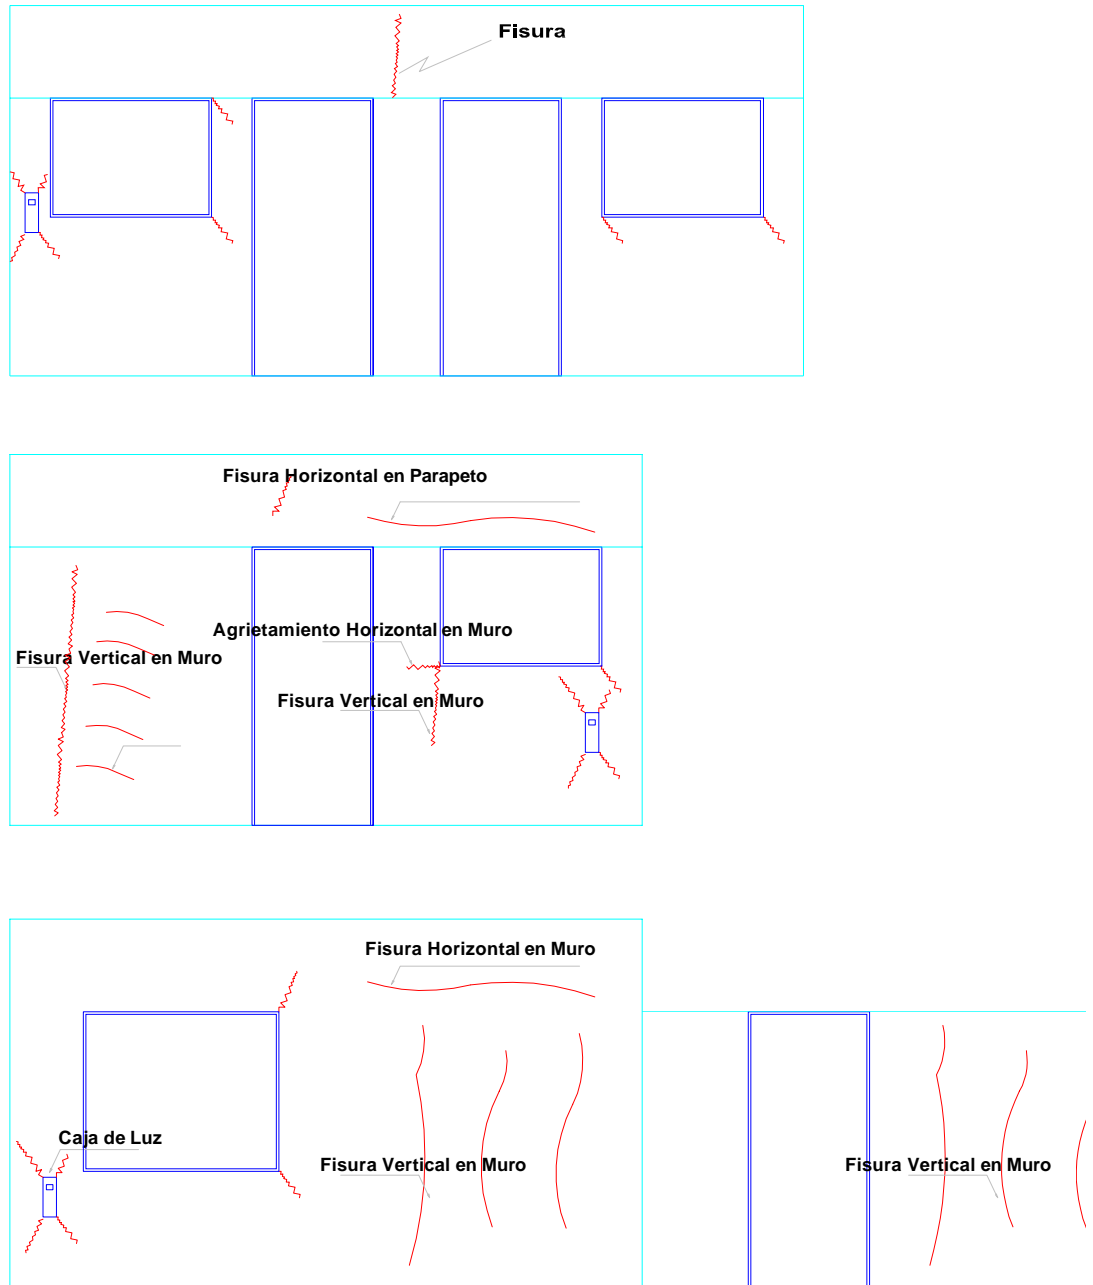 Fisura
Fisura Horizontal en Parapeto
Agrietamiento Horizontal en Muro
Fisura Vertical en Muro
Fisura Vertical en Muro
Fisura Horizontal en Muro
Caja de Luz
Fisura Vertical en Muro
Fisura Vertical en Muro